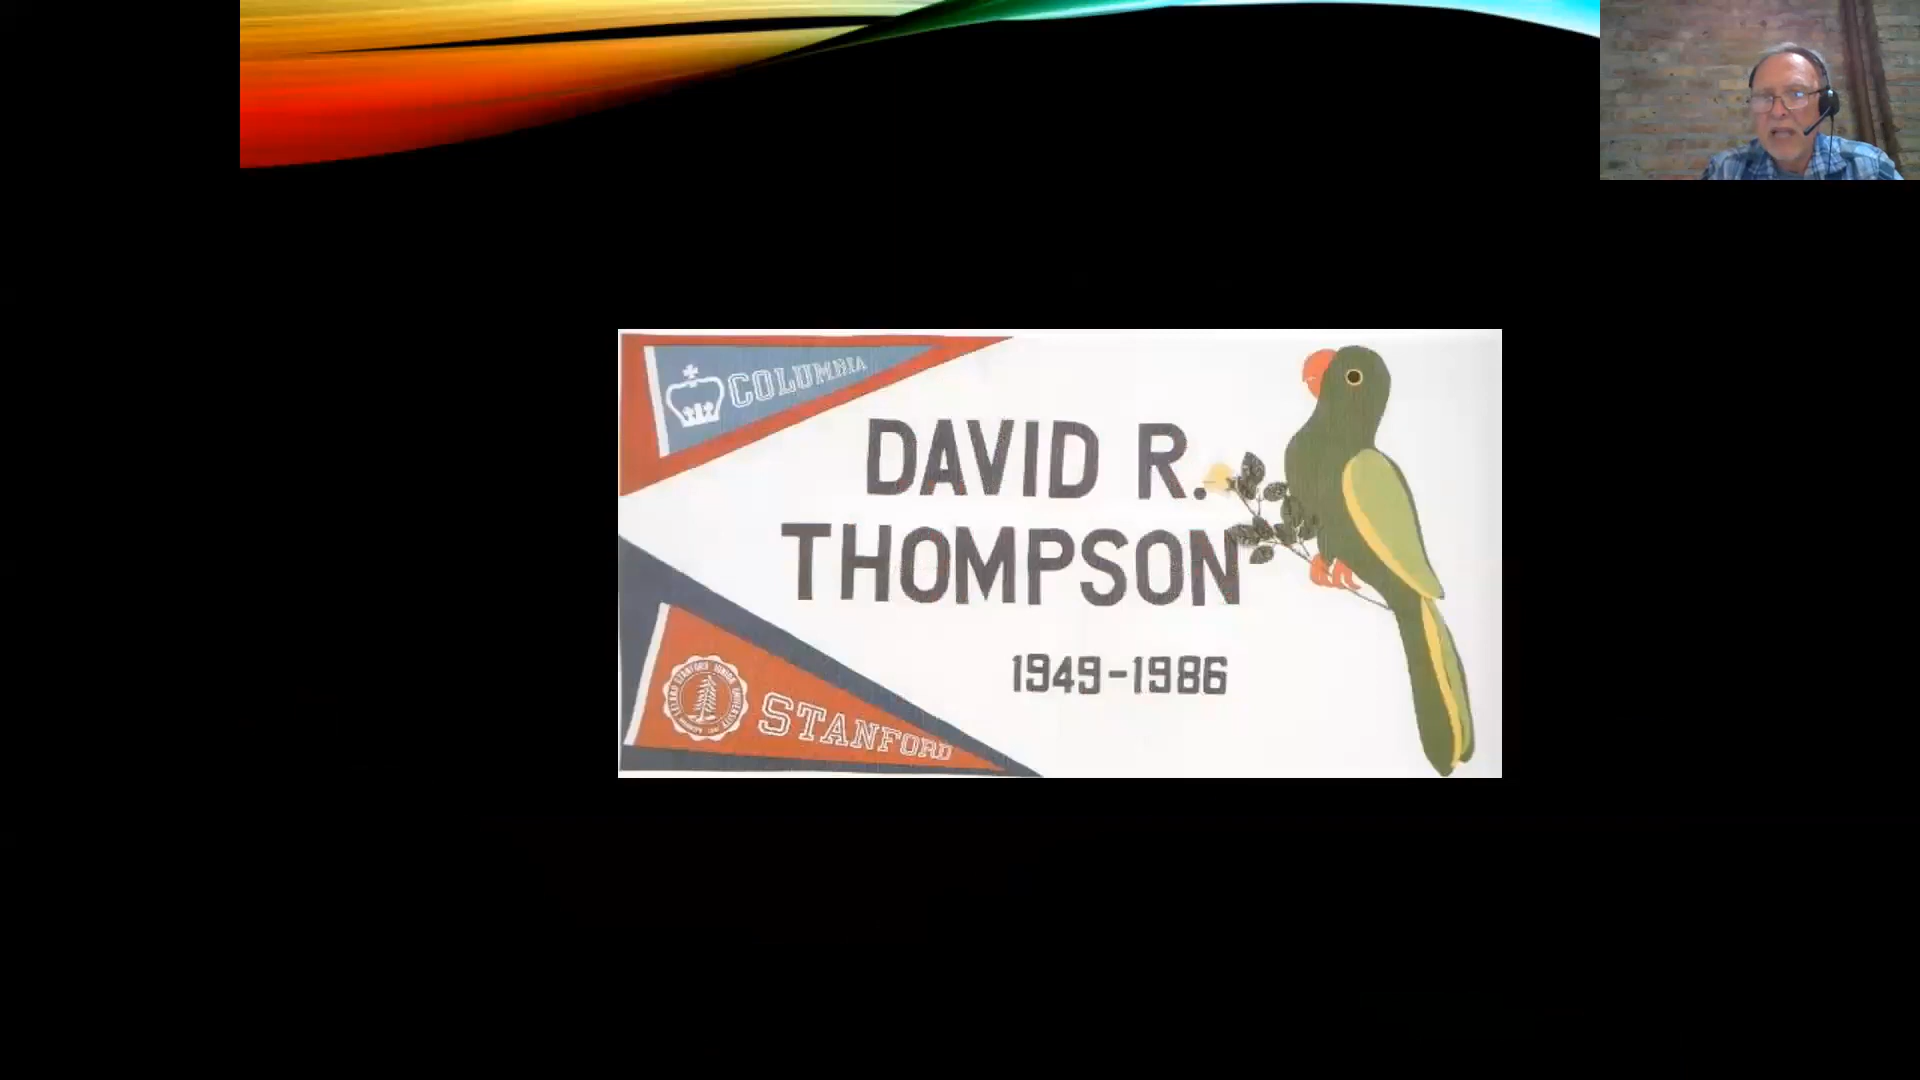 COLUMBIA
DAVID R.
THOMPSON
1949-1986
STANFORD